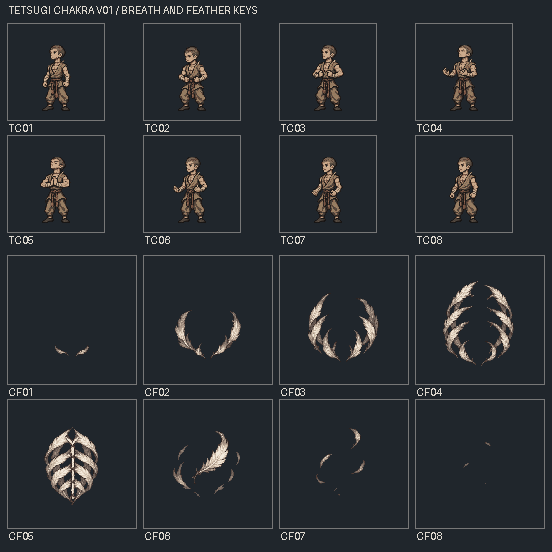 TETSUGI CHAKRA V01 / BREATH AND FEATHER KEYS
TC01 TC02 TC03 TC04
TC05 TC06 TC07 TC08
CF01 CF02 CF03 CF04
CF05 CF06 CF07 CF08